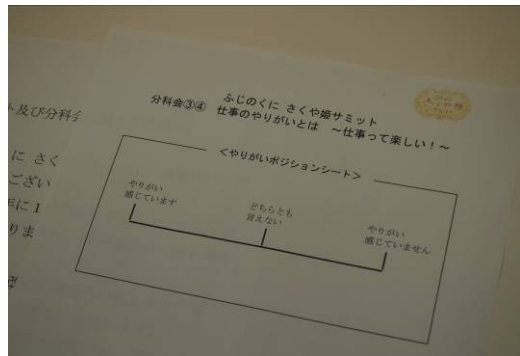 ト及び分科会
に さく
ござい
年に1
りま
分科会③④
ふじのくに さくや姫サミット
仕事のやりがいとは ~仕事って楽しい!~
<やりがいポジションシート>
やりがい
感じています
どちらとも
言えない
やりがい
感じていません